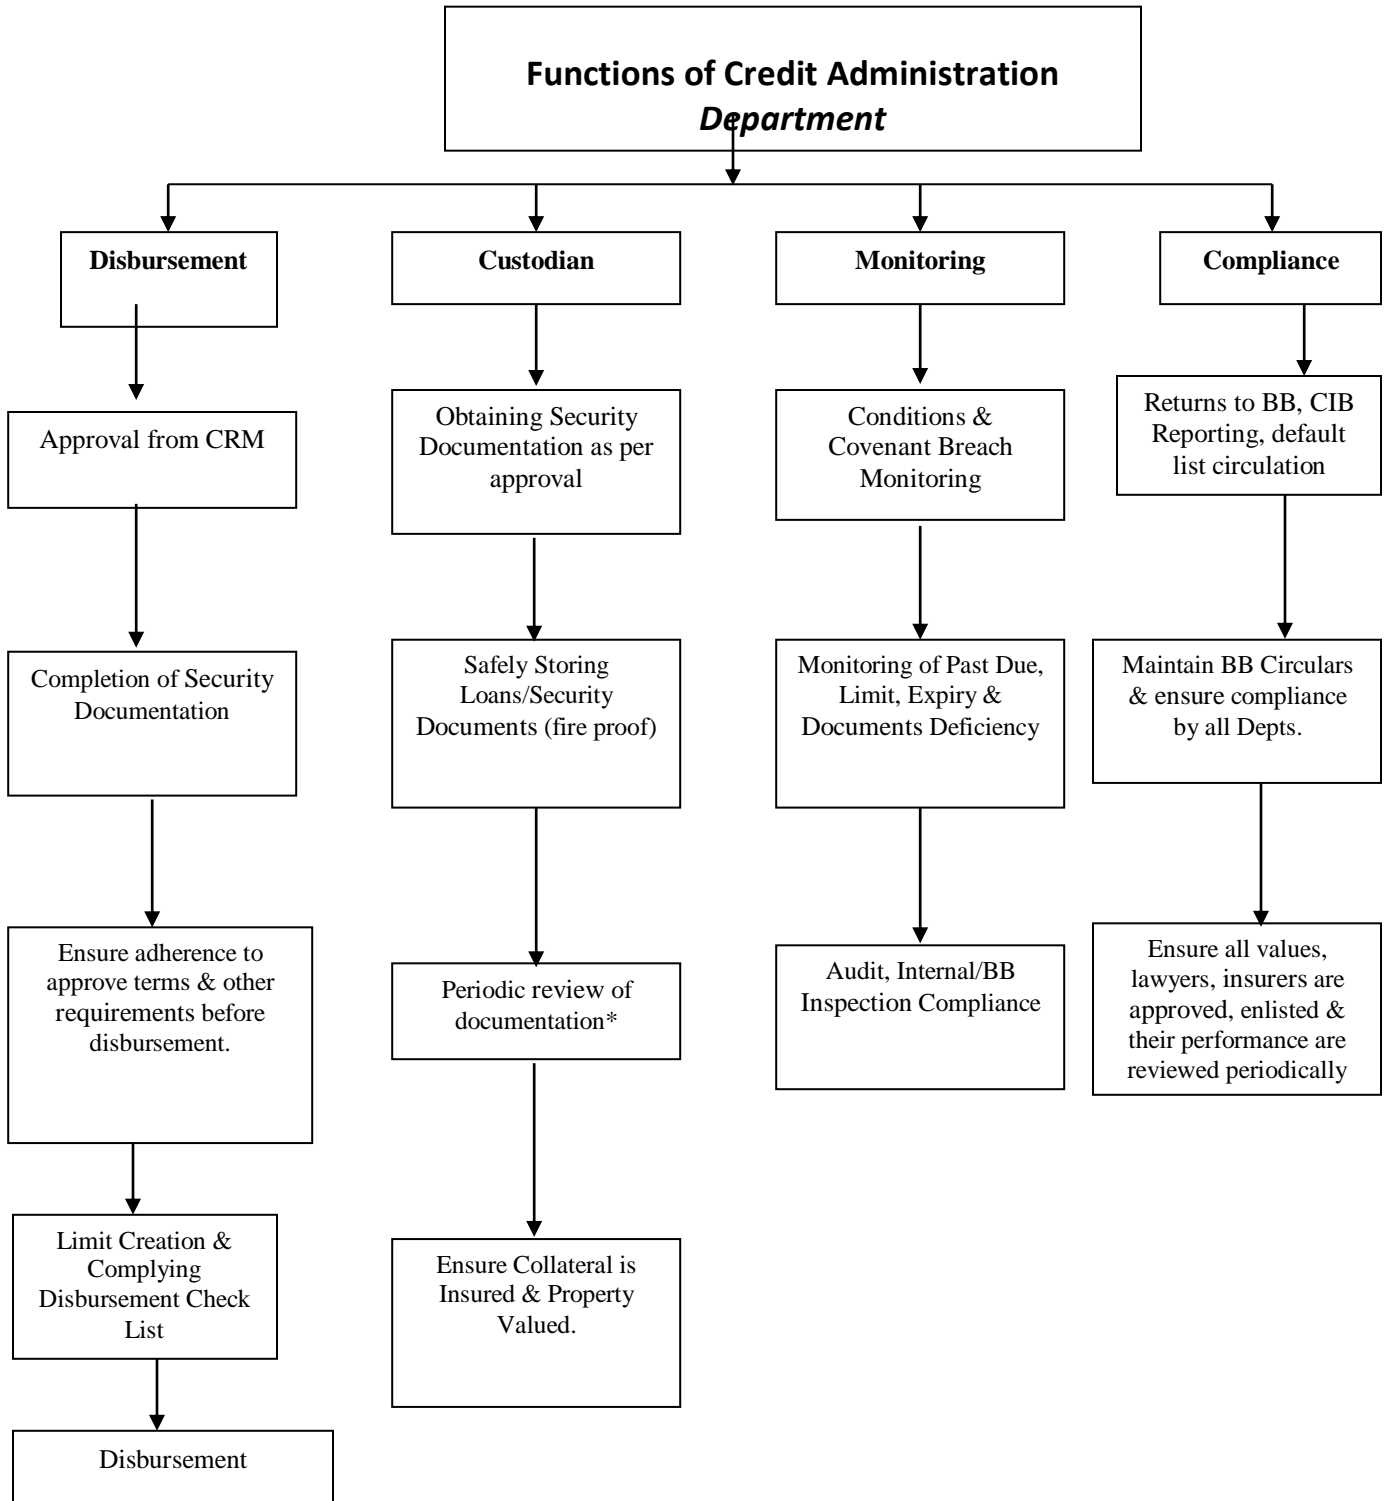 Functions of Credit Administration
Department
Disbursement
Custodian
Monitoring
Compliance
Approval from CRM
Obtaining Security
Documentation as per
approval
Conditions &
Covenant Breach
Monitoring
Returns to BB, CIB
Reporting, default
list circulation
Completion of Security
Documentation
Safely Storing
Loans/Security
Documents (fire proof)
Monitoring of Past Due,
Limit, Expiry &
Documents Deficiency
Maintain BB Circulars
& ensure compliance
by all Depts.
Ensure adherence to
approve terms & other
requirements before
disbursement.
Periodic review of
documentation*
Audit, Internal/BB
Inspection Compliance
Ensure all values,
lawyers, insurers are
approved, enlisted &
their performance are
reviewed periodically
Limit Creation &
Complying
Disbursement Check
List
Ensure Collateral is
Insured & Property
Valued.
Disbursement